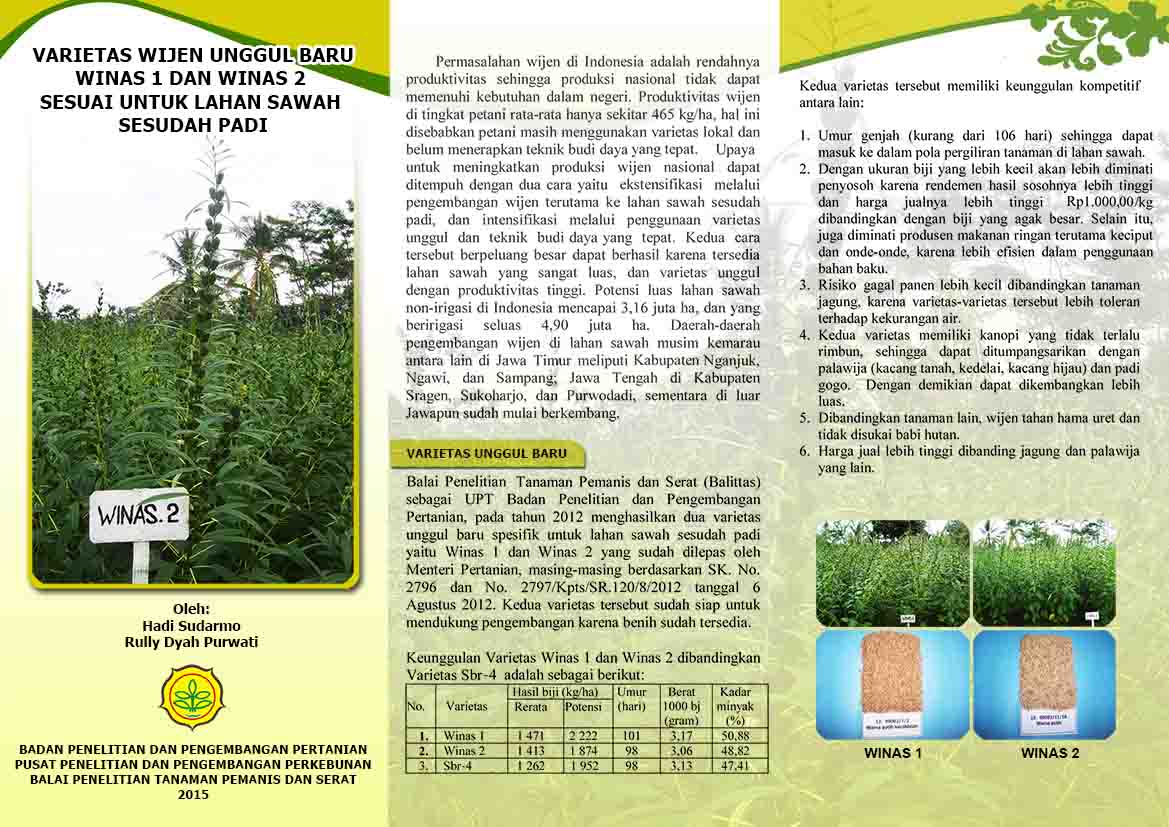 VARIETAS WIJEN UNGGUL BARU
WINAS 1 DAN WINAS 2
SESUAI UNTUK LAHAN SAWAH
SESUDAH PADI
WINAS.2
Oleh:
Hadi Sudarmo
Rully Dyah Purwati
BADAN PENELITIAN DAN PENGEMBANGAN PERTANIAN
PUSAT PENELITIAN DAN PENGEMBANGAN PERKEBUNAN
BALAI PENELITIAN TANAMAN PEMANIS DAN SERAT
2015
Permasalahan wijen di Indonesia adalah rendahnya
produktivitas sehingga produksi nasional tidak dapat
memenuhi kebutuhan dalam negeri. Produktivitas wijen
di tingkat petani rata-rata hanya sekitar 465 kg/ha, hal ini
disebabkan petani masih menggunakan varietas lokal dan
belum menerapkan teknik budi daya yang tepat. Upaya
untuk meningkatkan produksi wijen nasional dapat
ditempuh dengan dua cara yaitu ekstensifikasi melalui
pengembangan wijen terutama ke lahan sawah sesudah
padi, dan intensifikasi melalui penggunaan varietas
unggul dan teknik budi daya yang tepat. Kedua cara
tersebut berpeluang besar dapat berhasil karena tersedia
lahan sawah yang sangat luas, dan varietas unggul
dengan produktivitas tinggi. Potensi luas lahan sawah
non-irigasi di Indonesia mencapai 3,16 juta ha, dan yang
beririgasi seluas 4,90 juta ha. Daerah-daerah
pengembangan wijen di lahan sawah musim kemarau
antara lain di Jawa Timur meliputi Kabupaten Nganjuk,
Ngawi, dan Sampang; Jawa Tengah di Kabupaten
Sragen, Sukoharjo, dan Purwodadi, sementara di luar
Jawapun sudah mulai berkembang.
VARIETAS UNGGUL BARU
Balai Penelitian Tanaman Pemanis dan Serat (Balittas)
sebagai UPT Badan Penelitian dan Pengembangan
Pertanian, pada tahun 2012 menghasilkan dua varietas
unggul baru spesifik untuk lahan sawah sesudah padi
yaitu Winas 1 dan Winas 2 yang sudah dilepas oleh
Menteri Pertanian, masing-masing berdasarkan SK. No.
2796 dan No. 2797/Kpts/SR.120/8/2012 tanggal 6
Agustus 2012. Kedua varietas tersebut sudah siap untuk
mendukung pengembangan karena benih sudah tersedia.
Keunggulan Varietas Winas 1 dan Winas 2 dibandingkan
Varietas Sbr-4 adalah sebagai berikut:
No. Varietas Hasil biji (kg/ha) Umur (hari) Berat 1000 bj (gram) Kadar minyak (%)
Rerata Potensi
1. Winas 1 1 471 2 222 101 3,17 50,88
2. Winas 2 1 413 1 874 98 3,06 48,82
3. Sbr-4 1 262 1 952 98 3,13 47,41
Kedua varietas tersebut memiliki keunggulan kompetitif
antara lain:
1. Umur genjah (kurang dari 106 hari) sehingga dapat
masuk ke dalam pola pergiliran tanaman di lahan sawah.
2. Dengan ukuran biji yang lebih kecil akan lebih diminati
penyosoh karena rendemen hasil sosohnya lebih tinggi
dan harga jualnya lebih tinggi Rp1.000,00/kg
dibandingkan dengan biji yang agak besar. Selain itu,
juga diminati produsen makanan ringan terutama keciput
dan onde-onde, karena lebih efisien dalam penggunaan
bahan baku.
3. Risiko gagal panen lebih kecil dibandingkan tanaman
jagung, karena varietas-varietas tersebut lebih toleran
terhadap kekurangan air.
4. Kedua varietas memiliki kanopi yang tidak terlalu
rimbun, sehingga dapat ditumpangsarikan dengan
palawija (kacang tanah, kedelai, kacang hijau) dan padi
gogo. Dengan demikian dapat dikembangkan lebih
luas.
5. Dibandingkan tanaman lain, wijen tahan hama uret dan
tidak disukai babi hutan.
6. Harga jual lebih tinggi dibanding jagung dan palawija
yang lain.
WINAS 1
WINAS 2